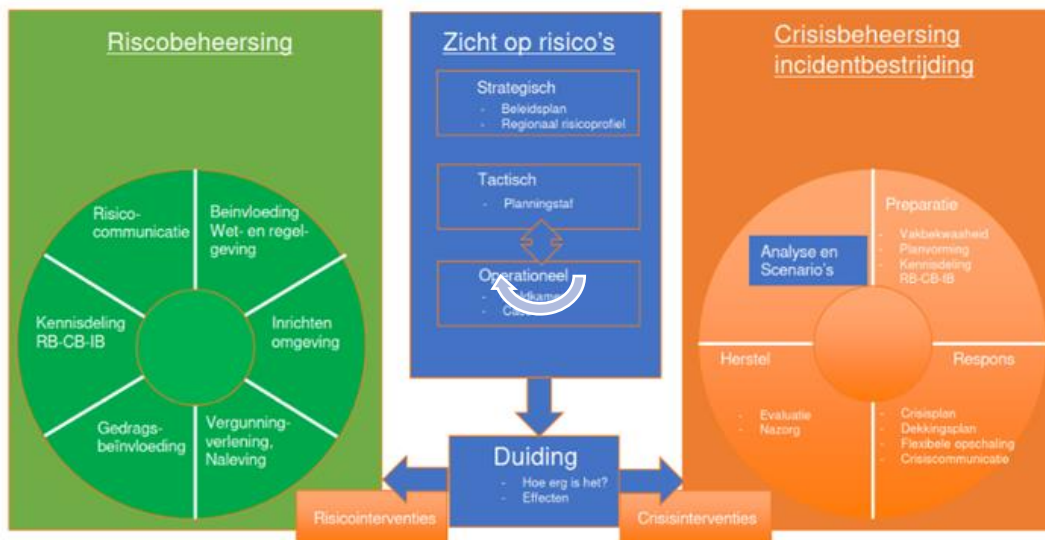 Riscobeheersing
Risico-
communicatie
Beinvloeding
Wet- en regel-
geving
Kennisdeling
RB-CB-IB
Inrichten
omgeving
Gedrags-
beïnvloeding
Vergunning-
verlening,
Naleving
Risicointerventies
Zicht op risico's
Strategisch
- Beleidsplan
- Regionaal risicoprofiel
Tactisch
- Planningstaf
Operationeel
Duiding
- Hoe erg is het?
- Effecten
Crisisbeheersing
incidentbestrijding
Preparatie
- Vakbekwaasheid
- Planvorming
- Kennisdeling
RB-CB-IB
Analyse en
Scenario's
Herstel
- Evaluatie
- Nazorg
Respons
- Crisisplan
- Dekkingsplan
- Flexibele opschaling
- Crisiscommunicatie
Crisisinterventies